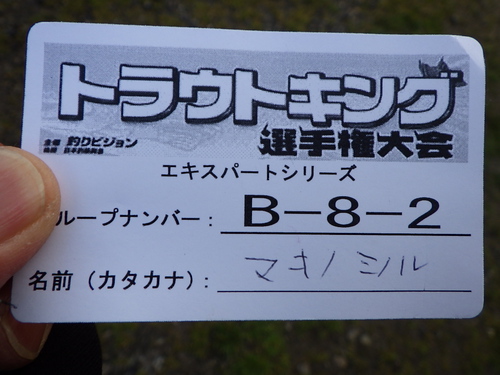 トラウトキング
選手権大会
主催 釣りビジョン
エキスパートシリーズ
ループナンバー: B-8-2
名前(カタカナ): マキノ シル